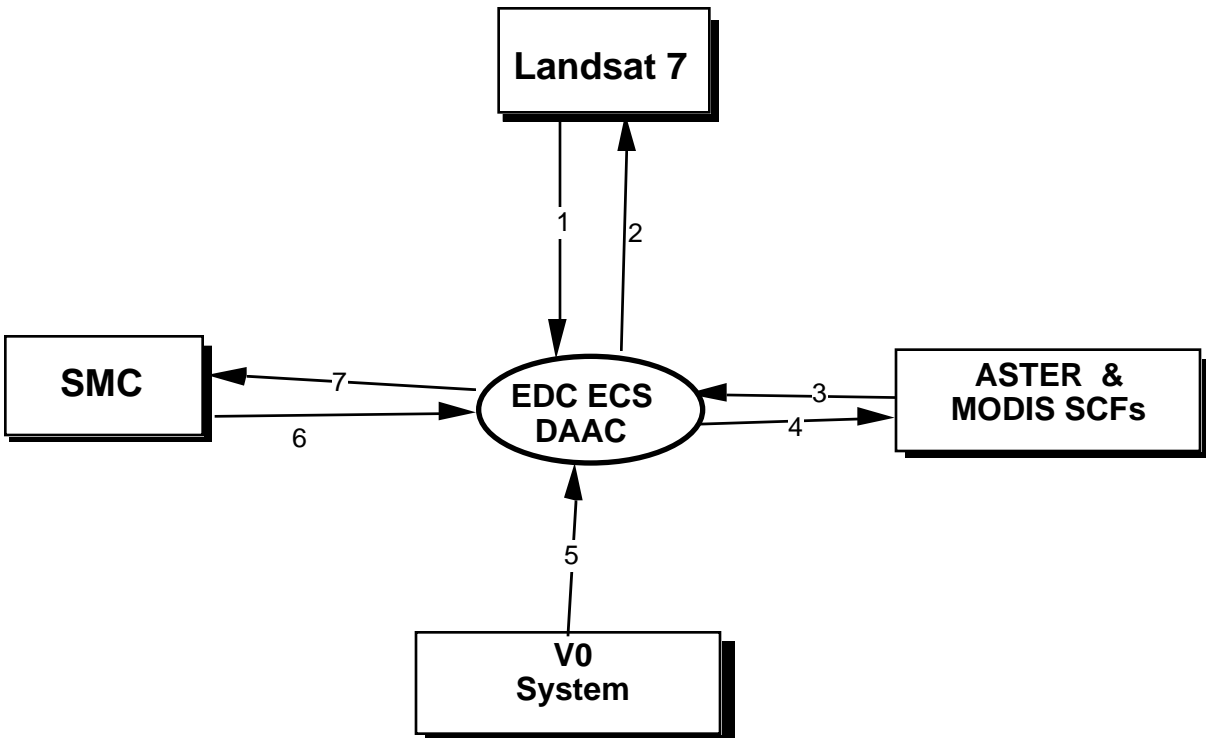 Landsat 7
1
2
SMC
7
6
EDC ECS
DAAC
3
4
ASTER &
MODIS SCFs
5
V0
System